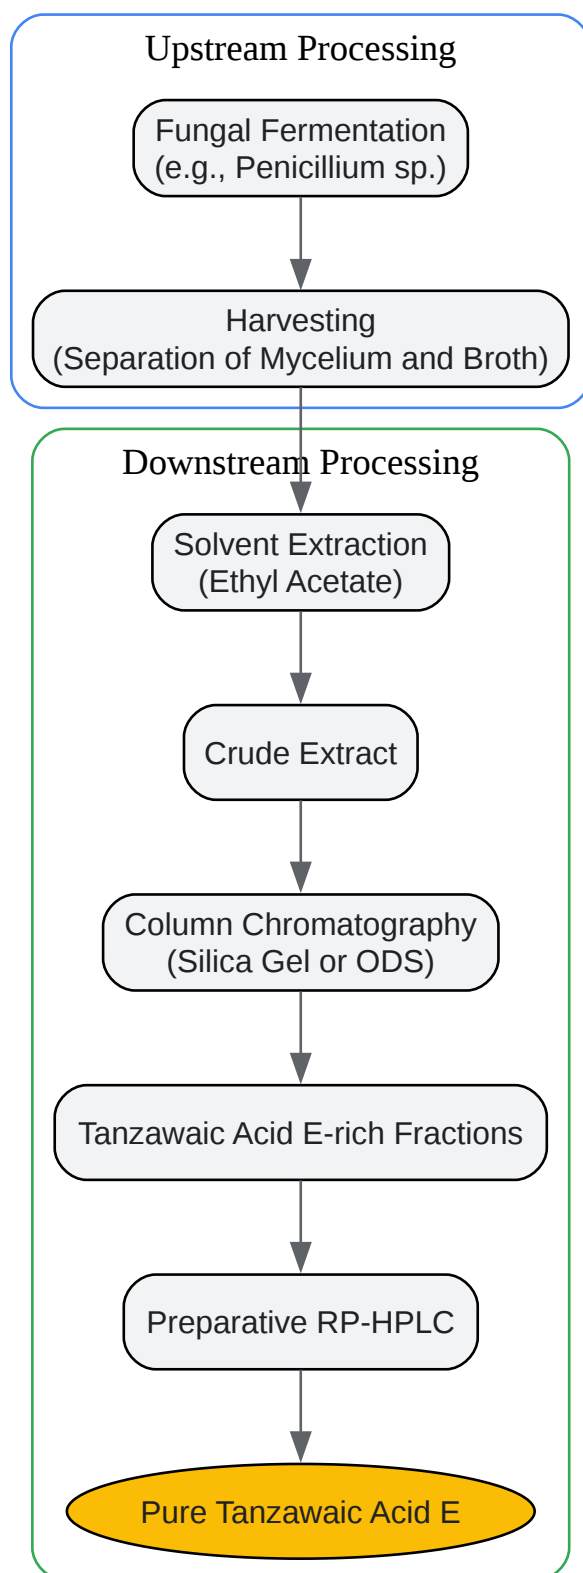 Upstream Processing
Fungal Fermentation
(e.g., Penicillium sp.)
Harvesting
(Separation of Mycelium and Broth)
Downstream Processing
Solvent Extraction
(Ethyl Acetate)
Crude Extract
Column Chromatography
(Silica Gel or ODS)
Tanzawaic Acid E-rich Fractions
Preparative RP-HPLC
Pure Tanzawaic Acid E